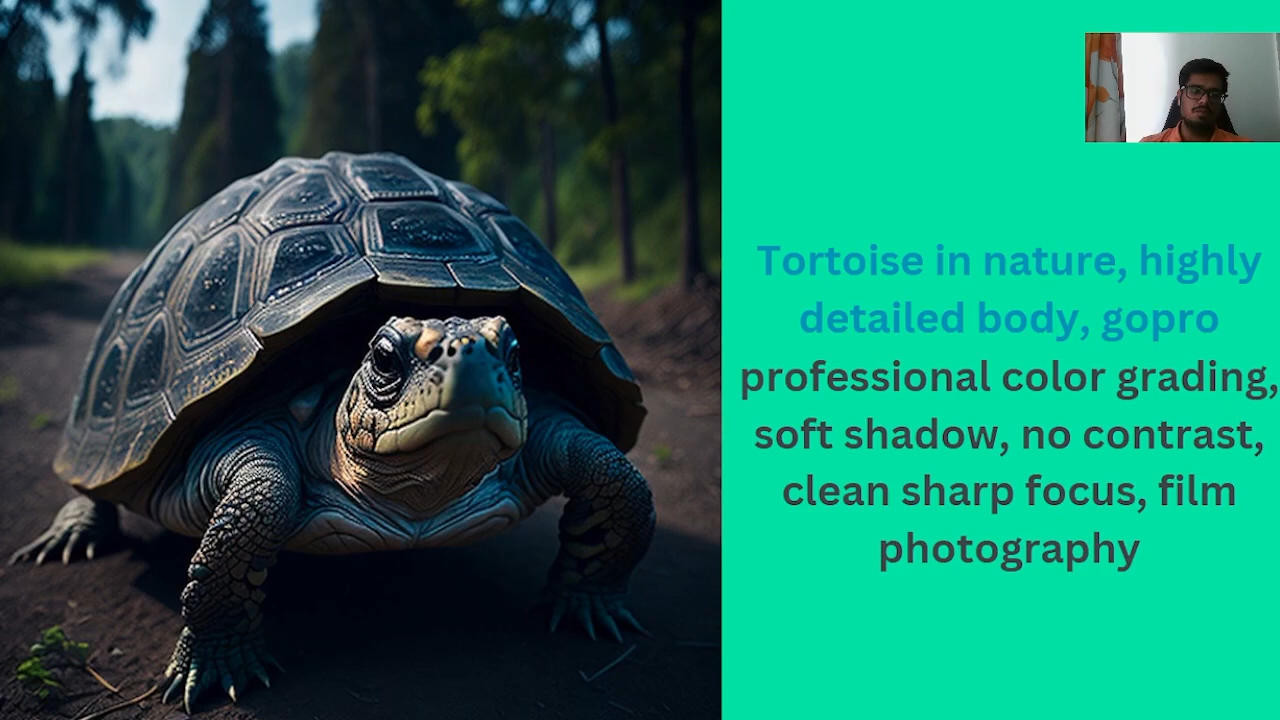 Tortoise in nature, highly
detailed body, gopro
professional color grading,
soft shadow, no contrast,
clean sharp focus, film
photography